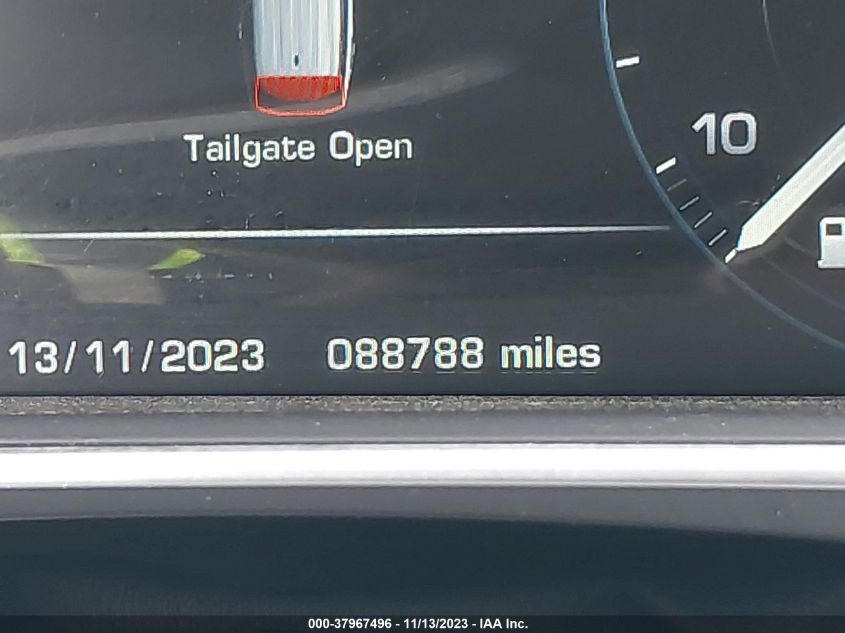 Tailgate Open
10
13/11/2023 088788 miles
000-37967496 - 11/13/2023 - IAA Inc.